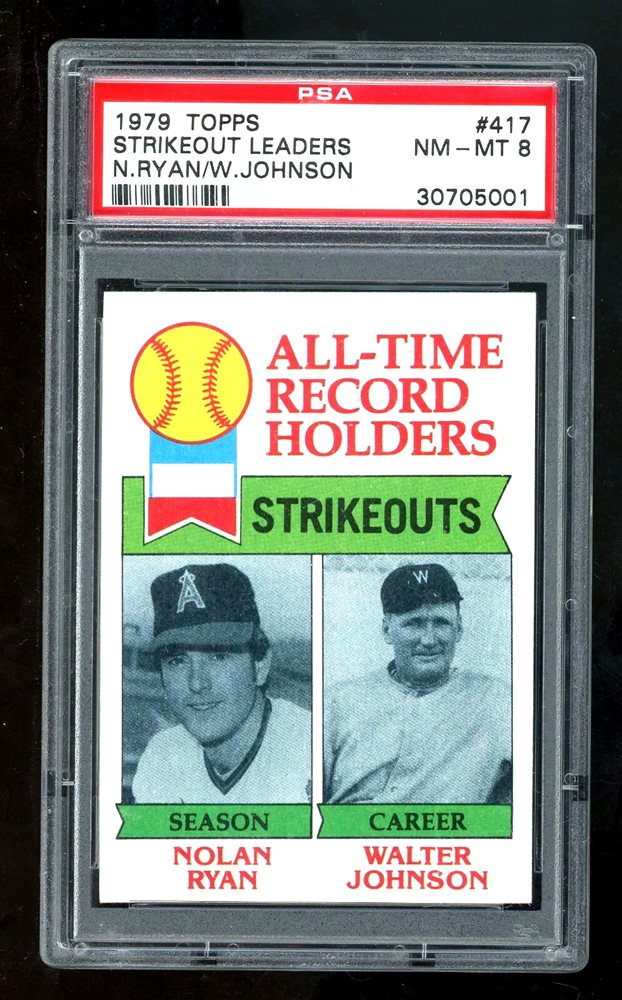 PSA
1979 TOPPS #417
STRIKEOUT LEADERS NM - MT 8
N.RYAN/W.JOHNSON
30705001
ALL-TIME
RECORD
HOLDERS
STRIKEOUTS
A
W
SEASON CAREER
NOLAN WALTER
RYAN JOHNSON